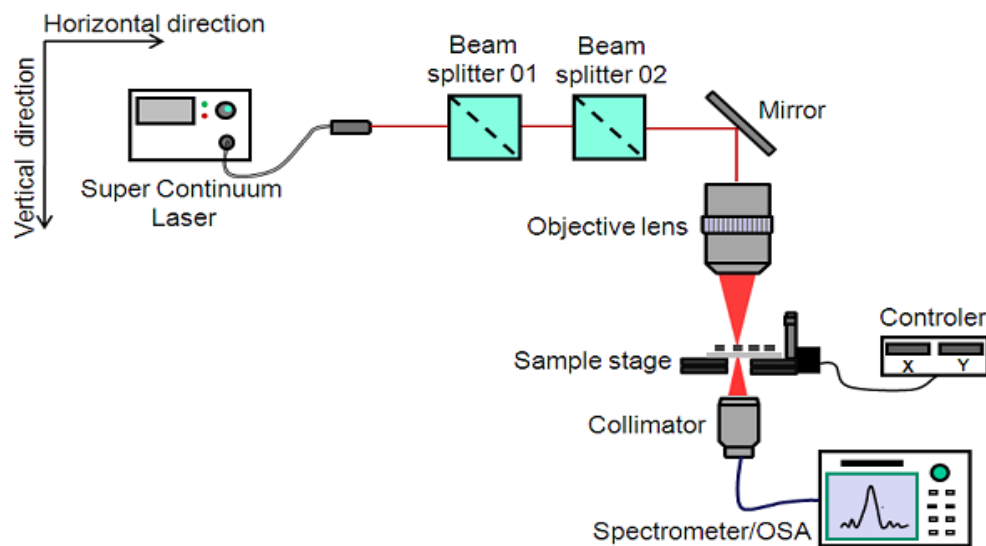 Horizontal direction
Vertical direction
Super Continuum
Laser
Beam
splitter 01
Beam
splitter 02
Mirror
Objective lens
Sample stage
Controler
X Y
Collimator
Spectrometer/OSA